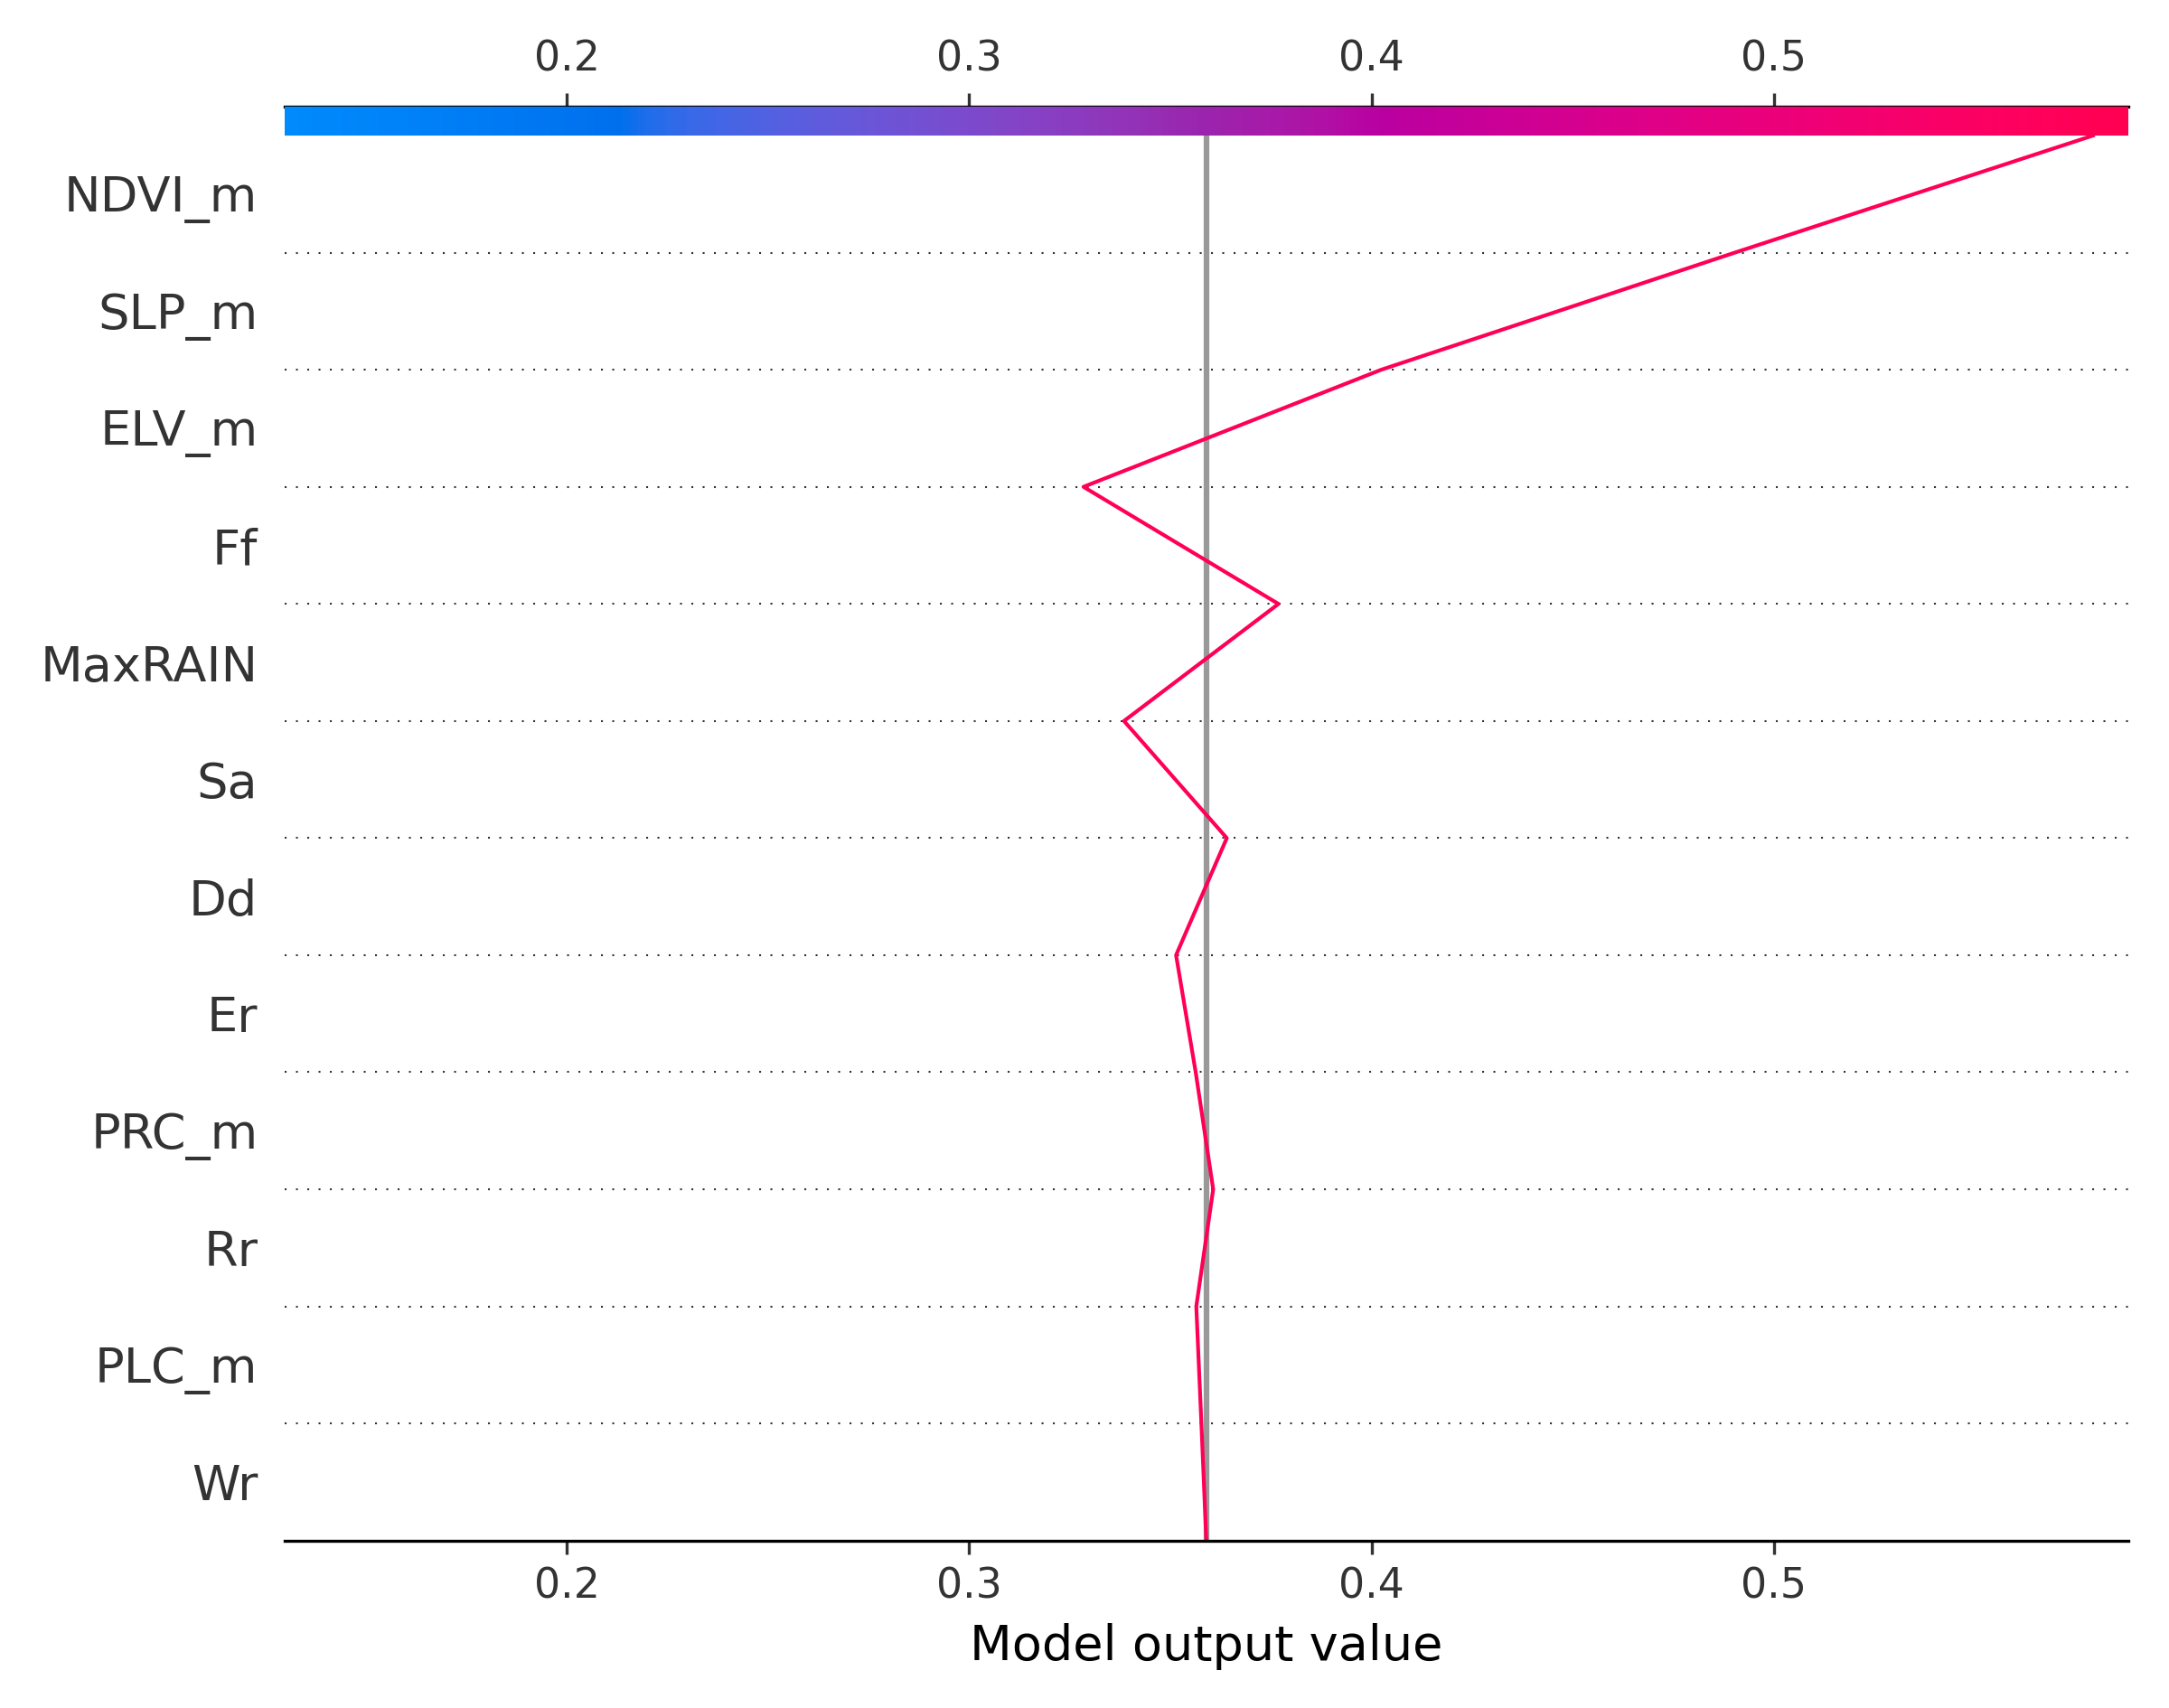 0.2 0.3 0.4 0.5
NDVI_m
SLP_m
ELV_m
Ff
MaxRAIN
Sa
Dd
Er
PRC_m
Rr
PLC_m
Wr
0.2 0.3 0.4 0.5
Model output value